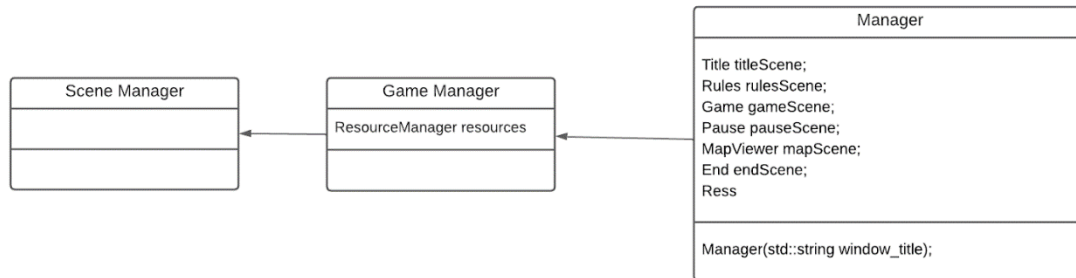 Scene Manager
Game Manager
ResourceManager resources
Manager
Title titleScene;
Rules rulesScene;
Game gameScene;
Pause pauseScene;
MapViewer mapScene;
End endScene;
Ress
Manager(std::string window_title);